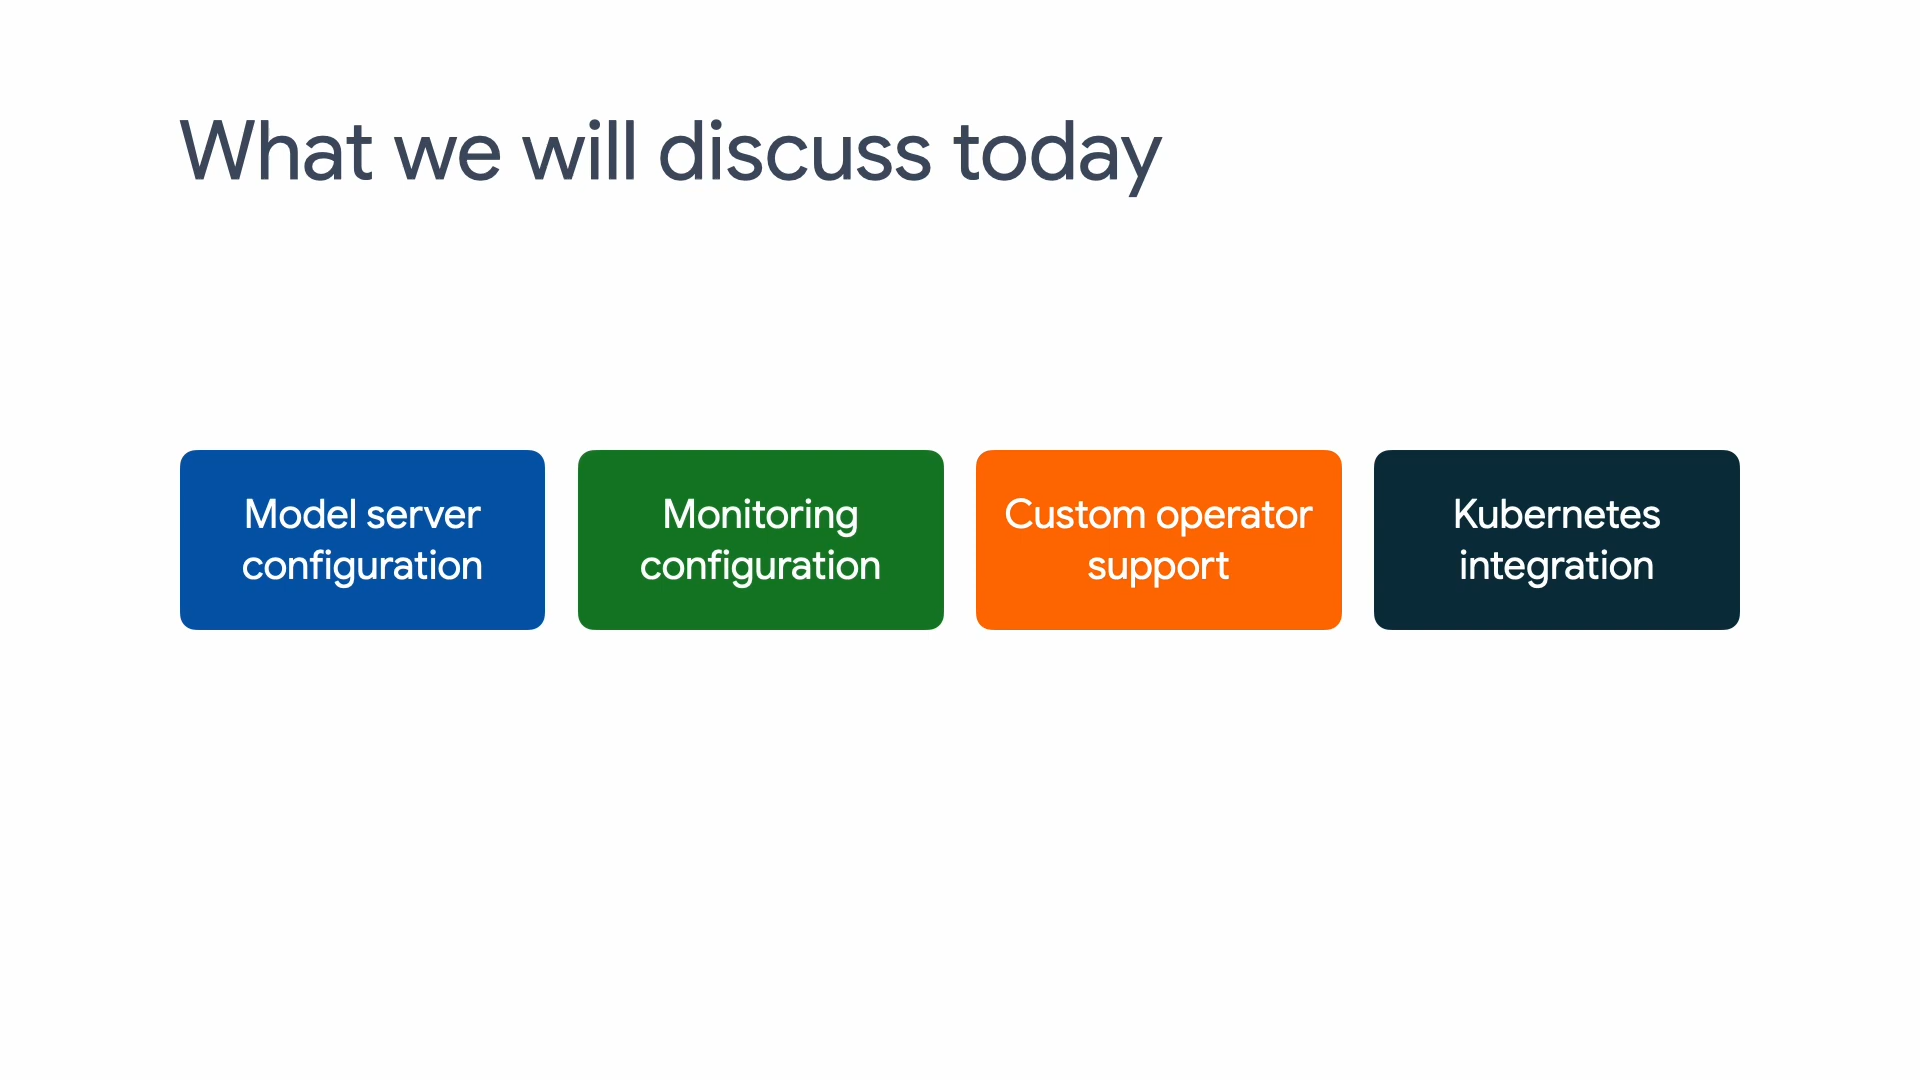 What we will discuss today
Model server
configuration
Monitoring
configuration
Custom operator
support
Kubernetes
integration